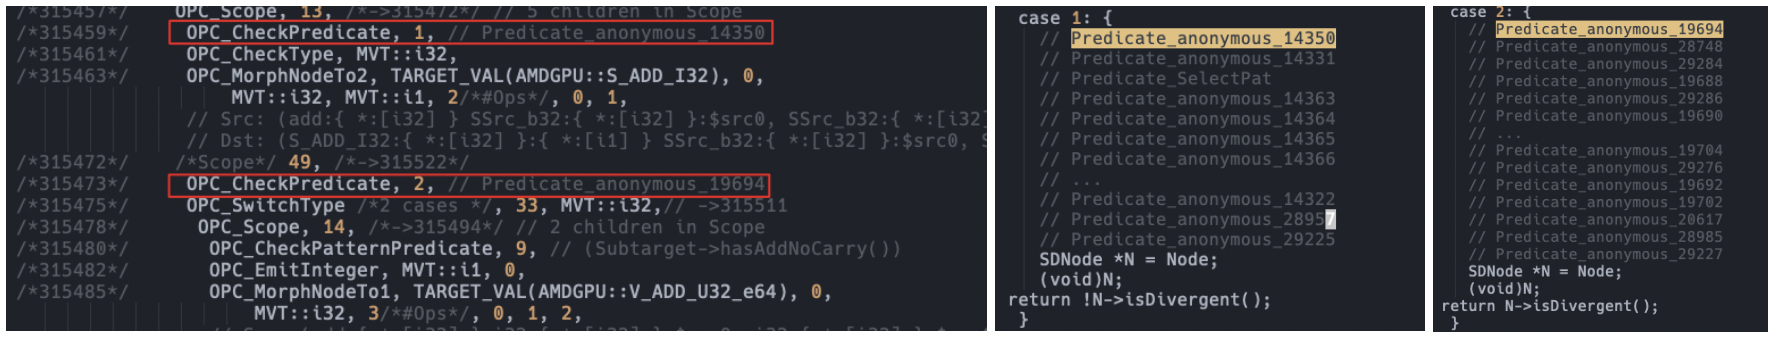 /*315457*/ OPC_Scope, 13, /*->315472*/ // 5 children in Scope
/*315459*/ OPC_CheckPredicate, 1, // Predicate_anonymous_14350
/*315461*/ OPC_CheckType, MVT::i32,
/*315463*/ OPC_MorphNodeTo2, TARGET_VAL(AMDGPU::S_ADD_I32), 0,
MVT::i32, MVT::i1, 2/*#Ops*/, 0, 1,
// Src: (add:{ *:[i32] } SSrc_b32:{ *:[i32] }:$src0, SSrc_b32:{ *:[i32]
// Dst: (S_ADD_I32:{ *:[i32] }:{ *:[i1] } SSrc_b32:{ *:[i32] }:$src0, S
/*315472*/ /*Scope*/ 49, /*->315522*/
/*315473*/ OPC_CheckPredicate, 2, // Predicate_anonymous_19694
/*315475*/ OPC_SwitchType /*2 cases */, 33, MVT::i32,// ->315511
/*315478*/ OPC_Scope, 14, /*->315494*/ // 2 children in Scope
/*315480*/ OPC_CheckPatternPredicate, 9, // (Subtarget->hasAddNoCarry())
/*315482*/ OPC_EmitInteger, MVT::i1, 0,
/*315485*/ OPC_MorphNodeTo1, TARGET_VAL(AMDGPU::V_ADD_U32_e64), 0,
MVT::i32, 3/*#Ops*/, 0, 1, 2,
case 1: {
// Predicate_anonymous_14350
// Predicate_anonymous_14331
// Predicate_SelectPat
// Predicate_anonymous_14363
// Predicate_anonymous_14364
// Predicate_anonymous_14365
// Predicate_anonymous_14366
// ...
// Predicate_anonymous_14322
// Predicate_anonymous_28957
// Predicate_anonymous_29225
SDNode *N = Node;
(void)N;
return !N->isDivergent();
}
case 2: {
// Predicate_anonymous_19694
// Predicate_anonymous_28748
// Predicate_anonymous_29284
// Predicate_anonymous_19688
// Predicate_anonymous_29286
// Predicate_anonymous_19690
// ...
// Predicate_anonymous_19704
// Predicate_anonymous_29276
// Predicate_anonymous_19692
// Predicate_anonymous_19702
// Predicate_anonymous_20617
// Predicate_anonymous_28985
// Predicate_anonymous_29227
SDNode *N = Node;
(void)N;
return N->isDivergent();
}